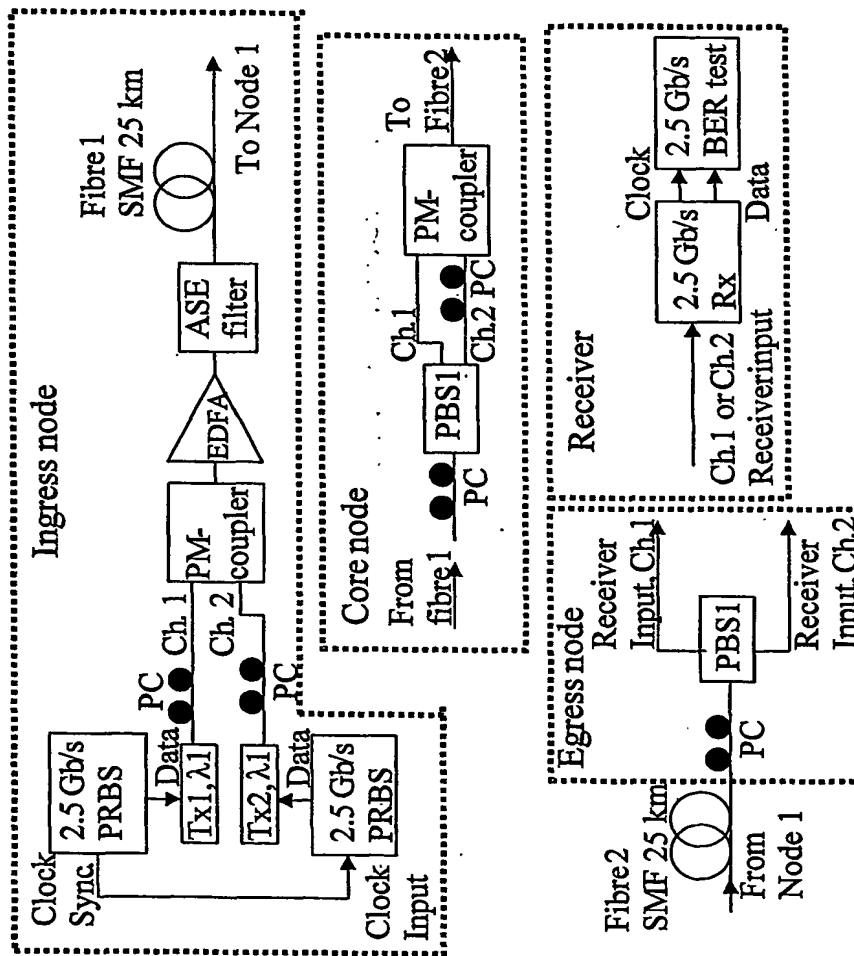 Ingress node
Clock
Sync.
2.5 Gb/s
PRBS
Data
Tx1, λ1
PC
Ch. 1
Tx2, λ1
Data
PC
Ch. 2
2.5 Gb/s
PRBS
Clock
Input
PM-
coupler
EDFA
ASE
filter
Fibre 1
SMF 25 km
To Node 1
Core node
From
fibre 1
PC
PBS1
Ch.1
Ch.2 PC
PM-
coupler
To
Fibre2
Fibre2
SMF 25 km
From
Node 1
Egress node
PC
PBS1
Receiver
Input, Ch.1
Receiver
Input, Ch.2
Receiver
Ch.1 or Ch.2
Receiverinput
2.5 Gb/s
Rx
Clock
Data
2.5 Gb/s
BER test